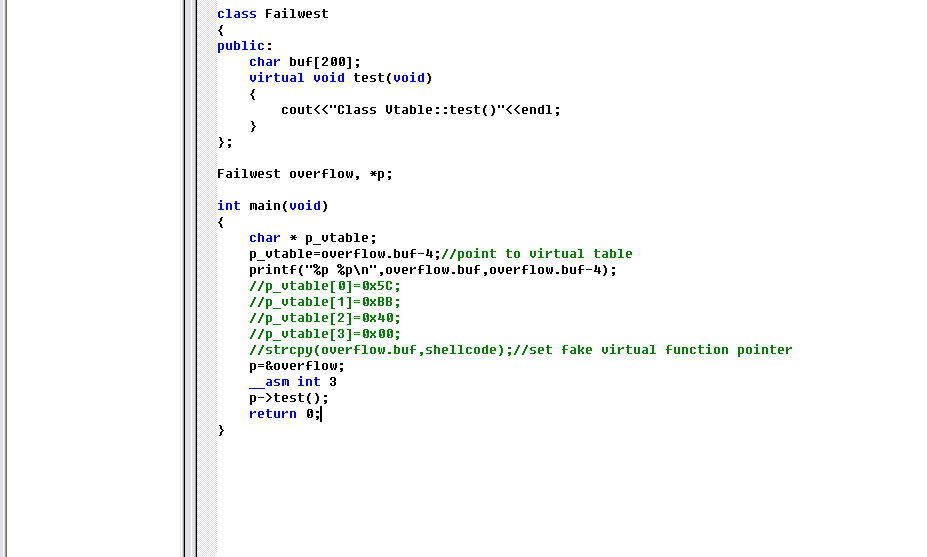 class Failwest
{
public:
    char buf[200];
    virtual void test(void)
    {
        cout<<"Class Vtable::test()"<<endl;
    }
};

Failwest overflow, *p;

int main(void)
{
    char * p_vtable;
    p_vtable=overflow.buf-4;//point to virtual table
    printf("%p %p\n",overflow.buf,overflow.buf-4);
    //p_vtable[0]=0x5C;
    //p_vtable[1]=0xBB;
    //p_vtable[2]=0x40;
    //p_vtable[3]=0x00;
    //strcpy(overflow.buf,shellcode);//set fake virtual function pointer
    p=&overflow;
    __asm int 3
    p->test();
    return 0;
}